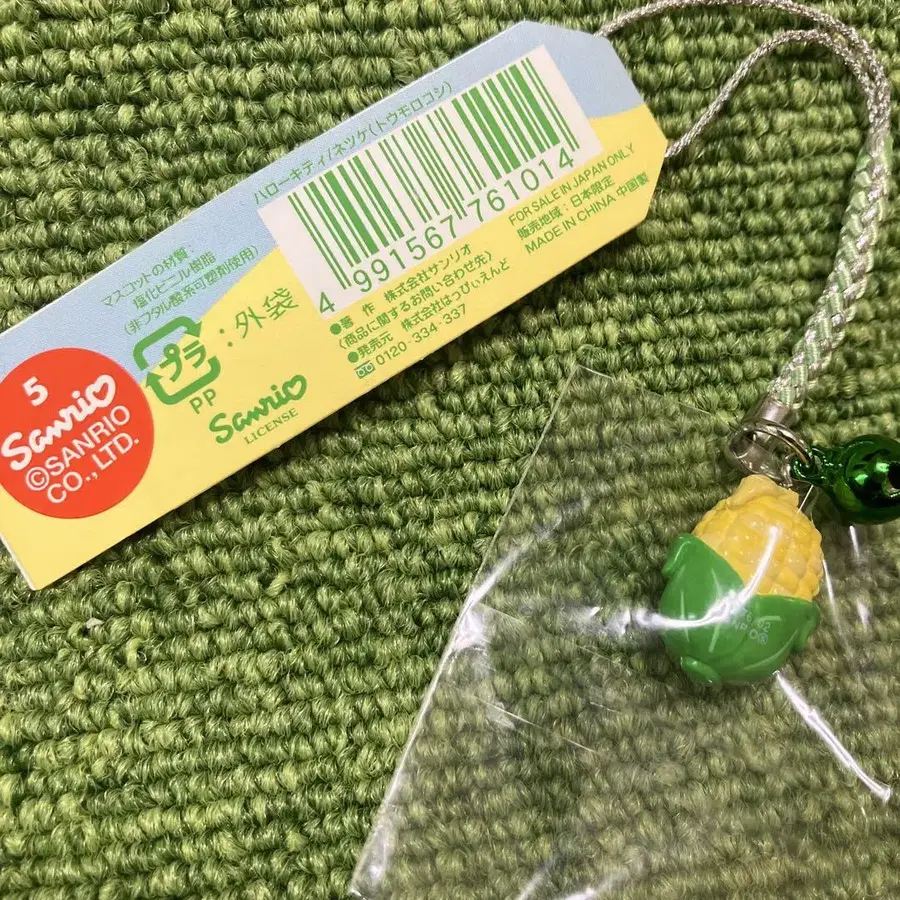 ハローキティ/ネツケ(トウモロコシ)
4 991567 761014
FOR SALE IN JAPAN ONLY
販売地域:日本限定
MADE IN CHINA 中国製
マスコットの材質:
塩化ビニル樹脂
(非フタル酸系可塑剤使用)
プラ
:外袋
PP
●著 作 株式会社サンリオ
(商品に関するお問い合わせ先)
●発売元 株式会社はっぴぃえんど
0120-334-337
Sanrio
LICENSE
5
Sanrio
©SANRIO
CO.,LTD.